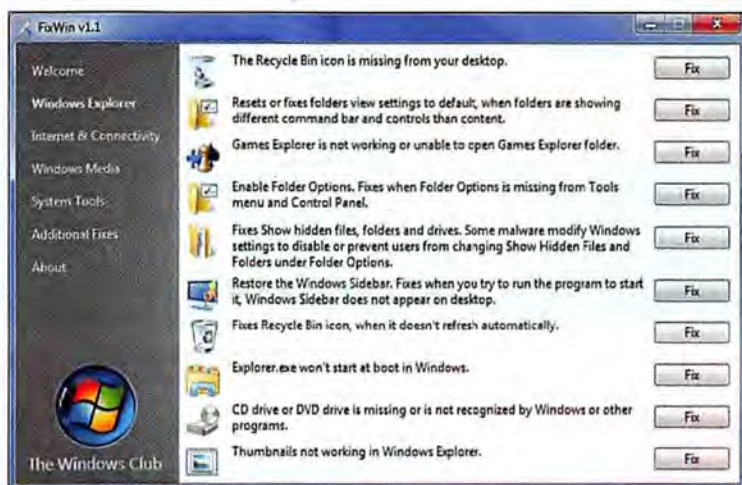 FixWin v1.1
Welcome
Windows Explorer
Internet & Connectivity
Windows Media
System Tools
Additional Fixes
About
The Windows Club
The Recycle Bin icon is missing from your desktop.
Fix
Resets or fixes folders view settings to default, when folders are showing
different command bar and controls than content.
Fix
Games Explorer is not working or unable to open Games Explorer folder.
Fix
Enable Folder Options. Fixes when Folder Options is missing from Tools
menu and Control Panel.
Fix
Fixes Show hidden files, folders and drives. Some malware modify Windows
settings to disable or prevent users from changing Show Hidden Files and
Folders under Folder Options.
Fix
Restore the Windows Sidebar. Fixes when you try to run the program to start
it, Windows Sidebar does not appear on desktop.
Fix
Fixes Recycle Bin icon, when it doesn't refresh automatically.
Fix
Explorer.exe won't start at boot in Windows.
Fix
CD drive or DVD drive is missing or is not recognized by Windows or other
programs.
Fix
Thumbnails not working in Windows Explorer.
Fix